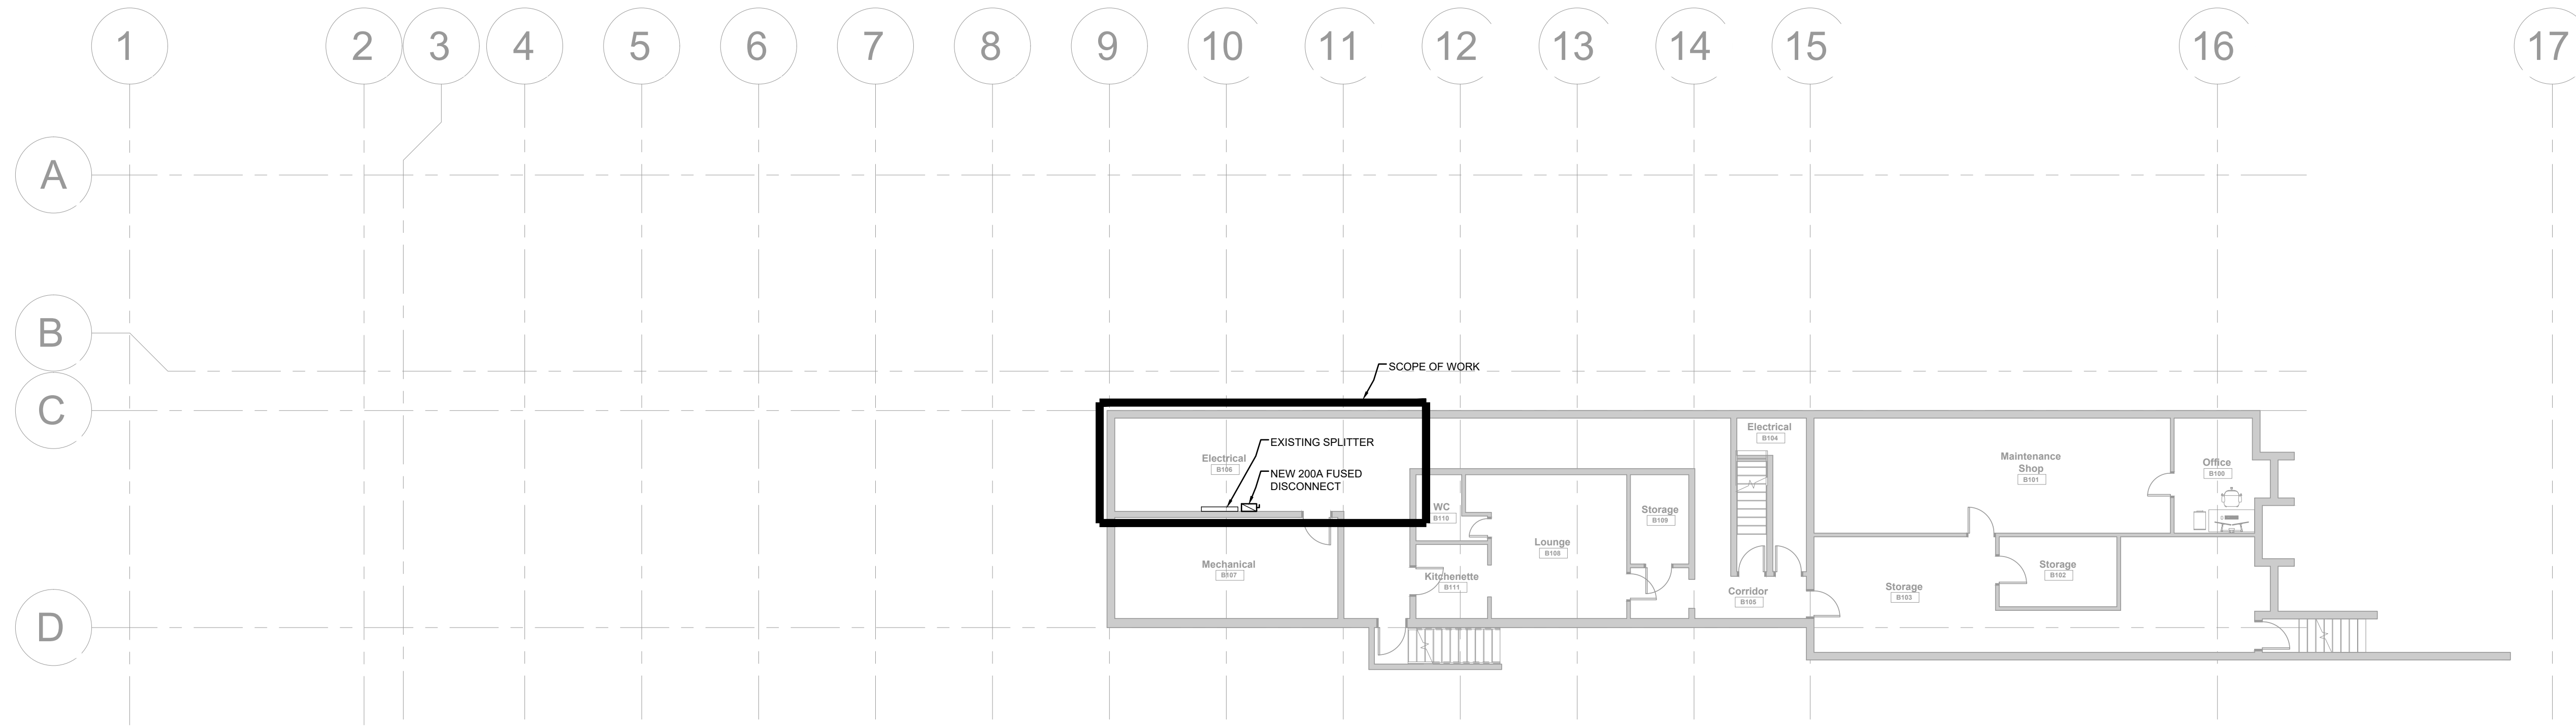 1
2
3
4
5
6
7
8
9
10
11
12
13
14
15
16
17
A
B
C
D
SCOPE OF WORK
EXISTING SPLITTER
NEW 200A FUSED
DISCONNECT
Electrical
B106
Mechanical
B107
WC
B110
Kitchenette
B111
Lounge
B108
Storage
B109
Electrical
B104
Corridor
B105
Maintenance
Shop
B101
Office
B100
Storage
B103
Storage
B102